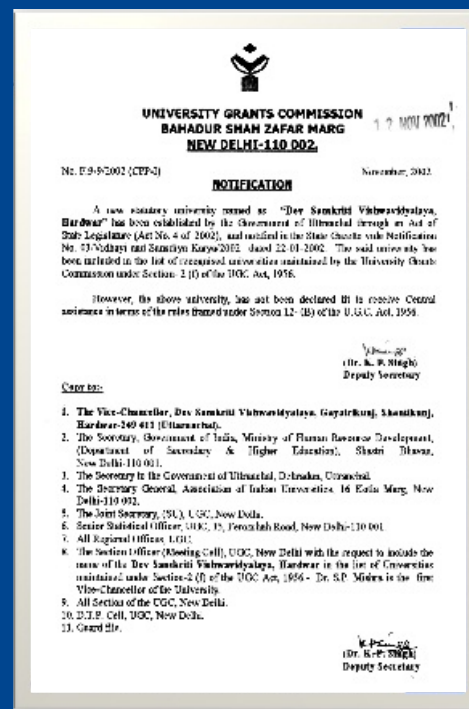 UNIVERSITY GRANTS COMMISSION
BAHADUR SHAH ZAFAR MARG
NEW DELHI-110 002.
12 NOV 2002
No. F.9-9/2002 (CPP-I) November, 2002
NOTIFICATION
A new statutory university named as "Dev Sanskriti Vishwavidyalaya,
Hardwar" has been established by the Government of Uttranchal through an Act of
State Legislature (Act No. 4 of 2002), and notified in the State Gazette vide Notification
No. 03/Vidhayi and Sansdiya Karya/2002 dated 22-01-2002. The said university has
been included in the list of recognised universities maintained by the University Grants
Commission under Section- 2 (f) of the UGC Act, 1956.
However, the above university, has not been declared fit to receive Central
assistance in terms of the rules framed under Section 12- (B) of the U.G.C. Act, 1956.
(Dr. K. P. Singh)
Deputy Secretary
Copy to:-
1. The Vice-Chancellor, Dev Sanskriti Vishwavidyalaya, Gayatrikunj, Shantikunj,
Hardwar-249 411 (Uttaranchal).
2. The Secretary, Government of India, Ministry of Human Resource Development,
(Department of Secondary & Higher Education), Shastri Bhavan,
New Delhi-110 001.
3. The Secretary to the Government of Uttranchal, Dehradun, Uttranchal.
4. The Secretary General, Association of Indian Universities, 16 Kotla Marg, New
Delhi-110 002.
5. The Joint Secretary, (SU), UGC, New Delhi.
6. Senior Statistical Officer, UGC, 35, Ferozshah Road, New Delhi-110 001.
7. All Regional Offices, UGC.
8. The Section Officer (Meeting Cell), UGC, New Delhi with the request to include the
name of the Dev Sanskriti Vishwavidyalaya, Hardwar in the list of Universities
maintained under Section-2 (f) of the UGC Act, 1956 - Dr. S.P. Mishra is the first
Vice-Chancellor of the University.
9. All Section of the UGC, New Delhi.
10. D.T.P. Cell, UGC, New Delhi.
11. Guard file.
(Dr. K. P. Singh)
Deputy Secretary